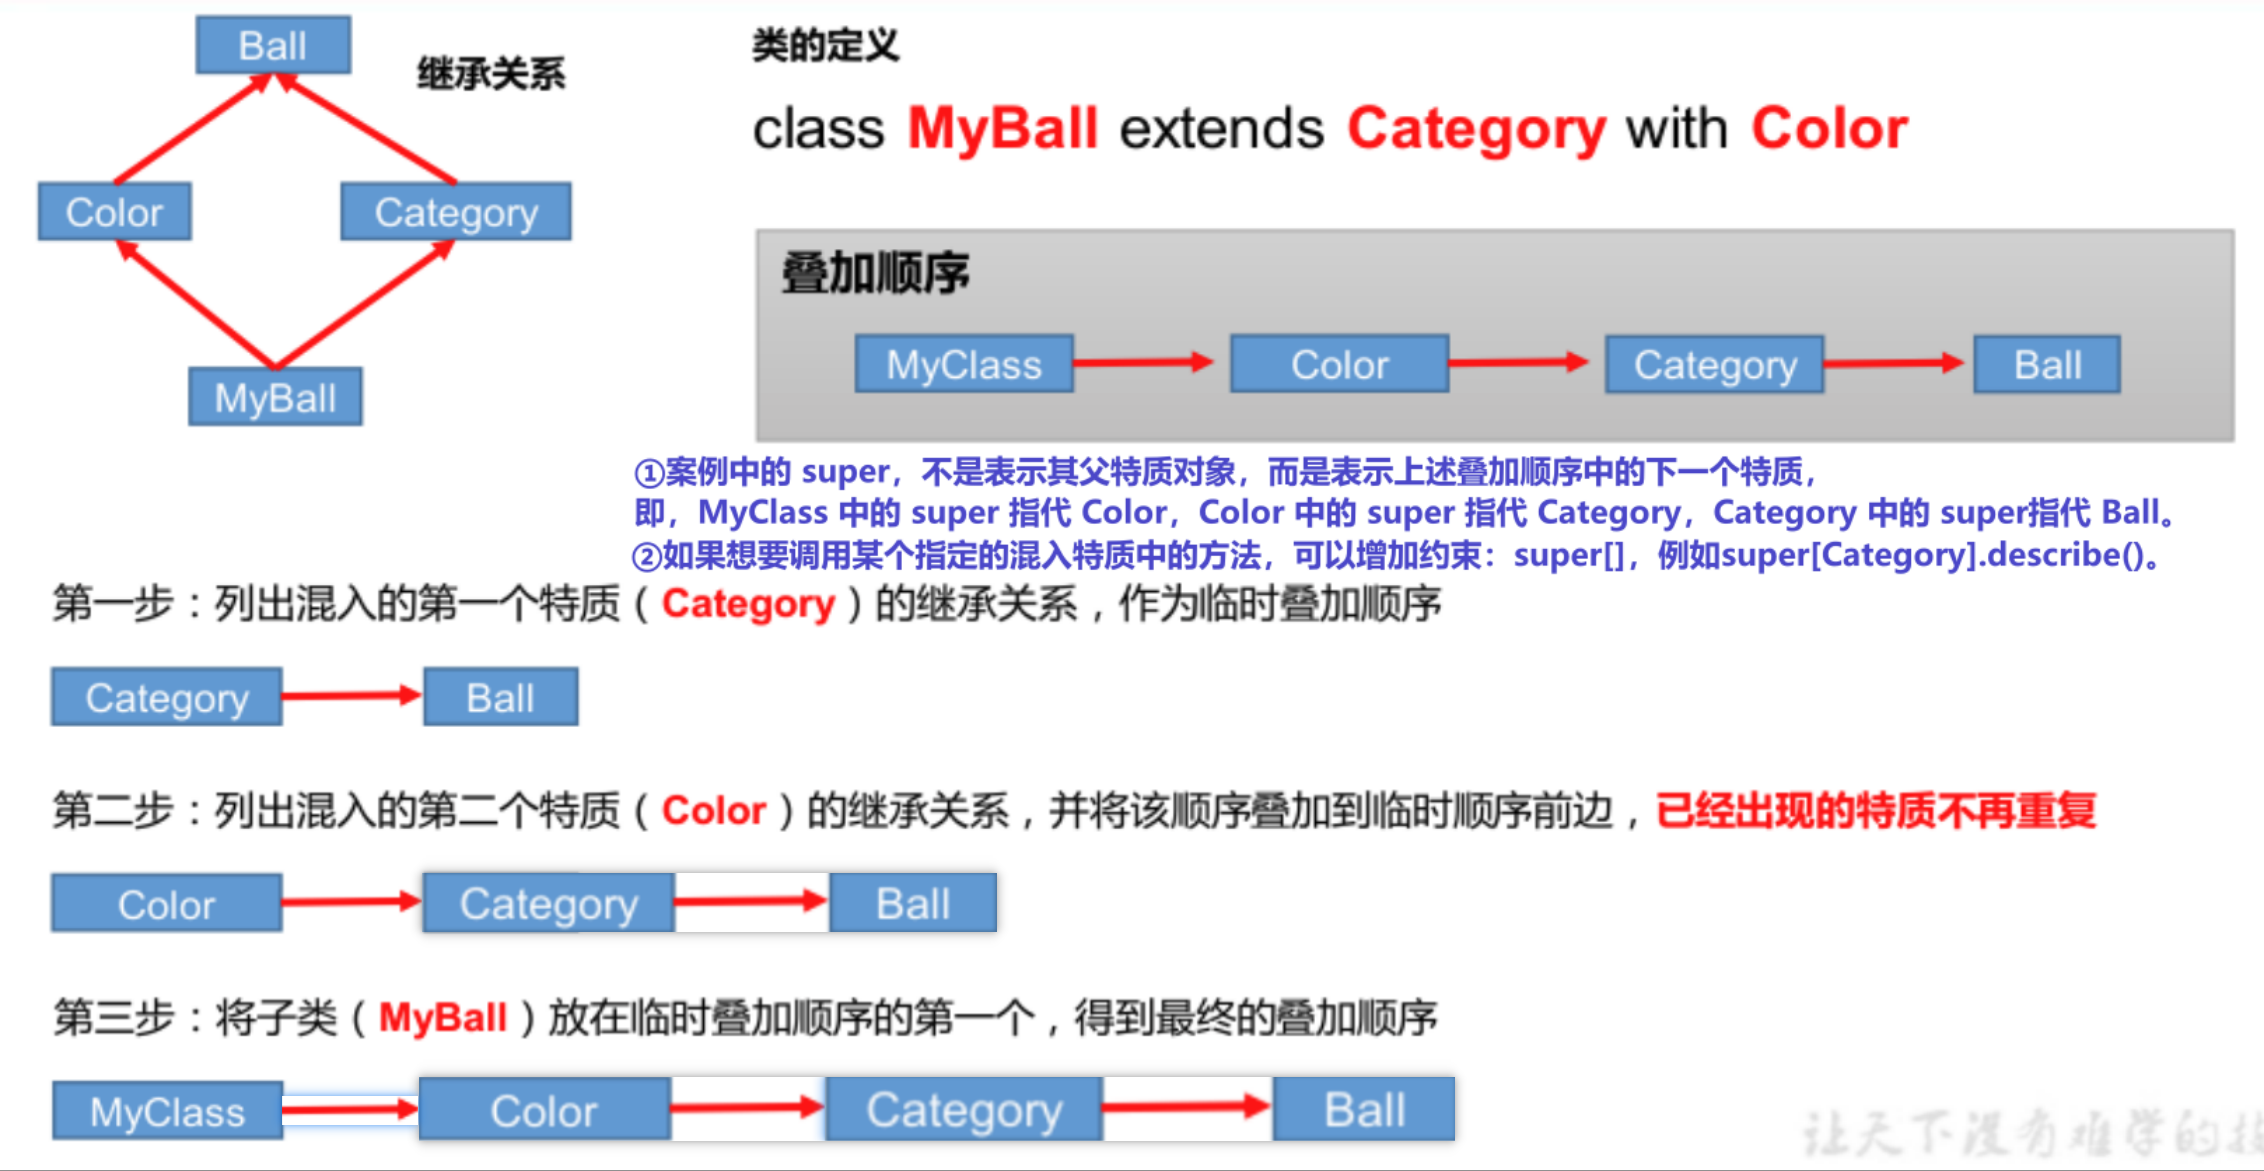 Ball
继承关系
Color
Category
MyBall
类的定义
class MyBall extends Category with Color
叠加顺序
MyClass
Color
Category
Ball
①案例中的 super，不是表示其父特质对象，而是表示上述叠加顺序中的下一个特质，
即，MyClass 中的 super 指代 Color，Color 中的 super 指代 Category，Category 中的 super指代 Ball。
②如果想要调用某个指定的混入特质中的方法，可以增加约束：super[]，例如super[Category].describe()。
第一步：列出混入的第一个特质（Category）的继承关系，作为临时叠加顺序
Category
Ball
第二步：列出混入的第二个特质（Color）的继承关系，并将该顺序叠加到临时顺序前边，已经出现的特质不再重复
Color
Category
Ball
第三步：将子类（MyBall）放在临时叠加顺序的第一个，得到最终的叠加顺序
MyClass
Color
Category
Ball
让天下没有难学的技